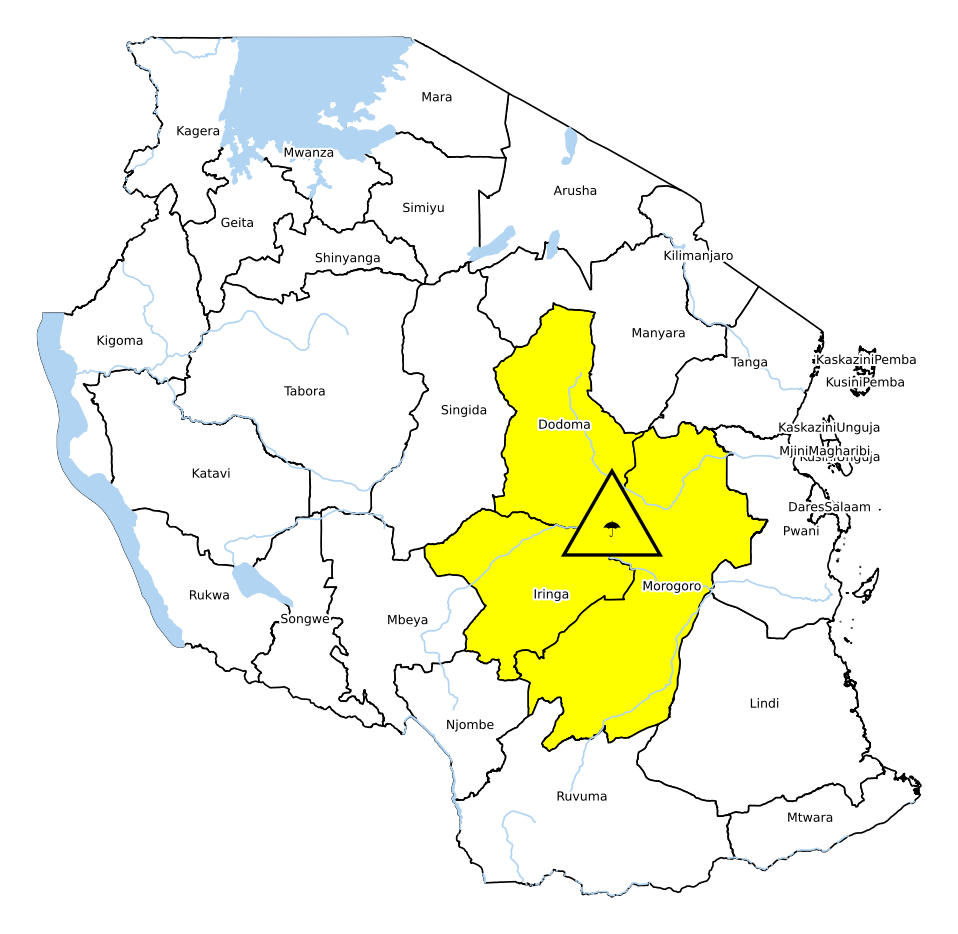 Mara
Kagera
Mwanza
Arusha
Simiyu
Geita
Kilimanjaro
Shinyanga
Manyara
Kigoma
KaskaziniPemba
Tanga
KusiniPemba
Tabora
Singida
Dodoma
KaskaziniUnguja
MjiniMagharibi
KusiniUnguja
Katavi
DaresSalaam
Pwani
Morogoro
Iringa
Rukwa
Songwe
Mbeya
Lindi
Njombe
Ruvuma
Mtwara